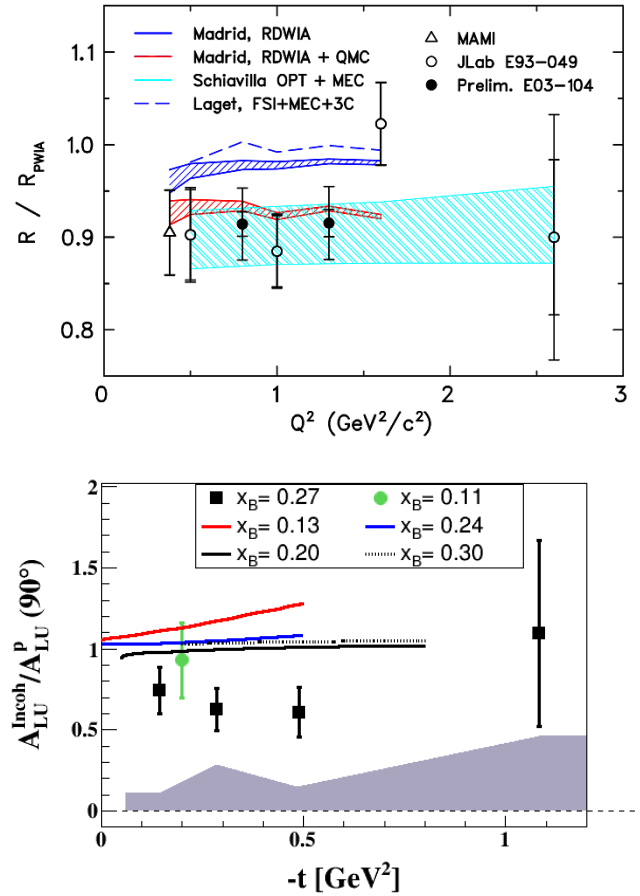 1.1
1.0
0.9
0.8
R / R_PWIA
Madrid, RDWIA
Madrid, RDWIA + QMC
Schiavilla OPT + MEC
Laget, FSI+MEC+3C
MAMI
JLab E93-049
Prelim. E03-104
0 1 2 3
Q² (GeV²/c²)
2
1.5
1
0.5
0
A_LU^Incoh/A_LU^p (90°)
x_B= 0.27 x_B= 0.11
x_B= 0.13 x_B= 0.24
x_B= 0.20 x_B= 0.30
0 0.5 1
-t [GeV²]